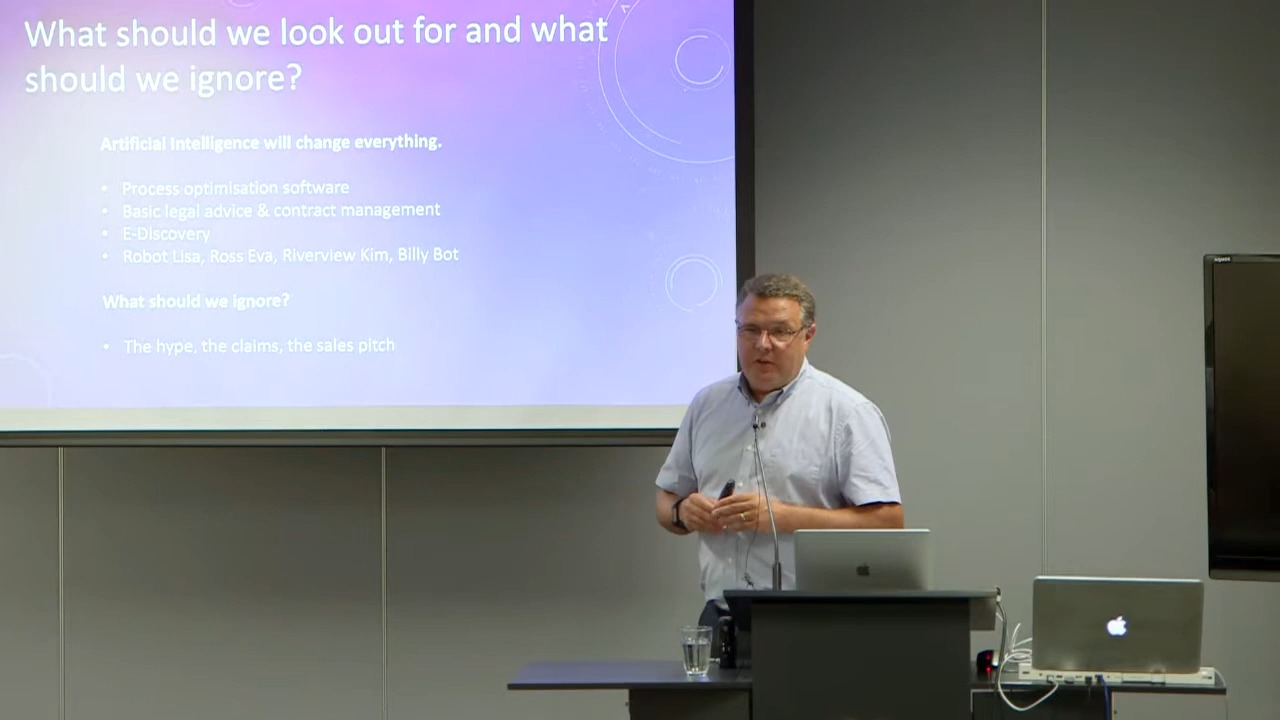 What should we look out for and what
should we ignore?
Artificial Intelligence will change everything.
• Process optimisation software
• Basic legal advice & contract management
• E-Discovery
• Robot Lisa, Ross Eva, Riverview Kim, Billy Bot
What should we ignore?
• The hype, the claims, the sales pitch